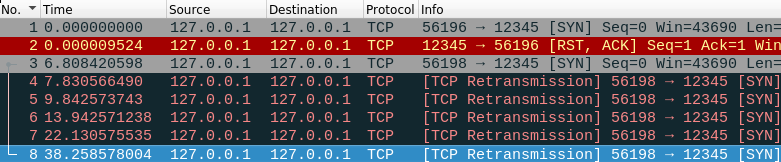 No. Time Source Destination Protocol Info
1 0.000000000 127.0.0.1 127.0.0.1 TCP 56196 → 12345 [SYN] Seq=0 Win=43690 Len=
2 0.000009524 127.0.0.1 127.0.0.1 TCP 12345 → 56196 [RST, ACK] Seq=1 Ack=1 Win
3 6.808420598 127.0.0.1 127.0.0.1 TCP 56198 → 12345 [SYN] Seq=0 Win=43690 Len=
4 7.830566490 127.0.0.1 127.0.0.1 TCP [TCP Retransmission] 56198 → 12345 [SYN]
5 9.842573743 127.0.0.1 127.0.0.1 TCP [TCP Retransmission] 56198 → 12345 [SYN]
6 13.942571238 127.0.0.1 127.0.0.1 TCP [TCP Retransmission] 56198 → 12345 [SYN]
7 22.130575535 127.0.0.1 127.0.0.1 TCP [TCP Retransmission] 56198 → 12345 [SYN]
8 38.258578004 127.0.0.1 127.0.0.1 TCP [TCP Retransmission] 56198 → 12345 [SYN]